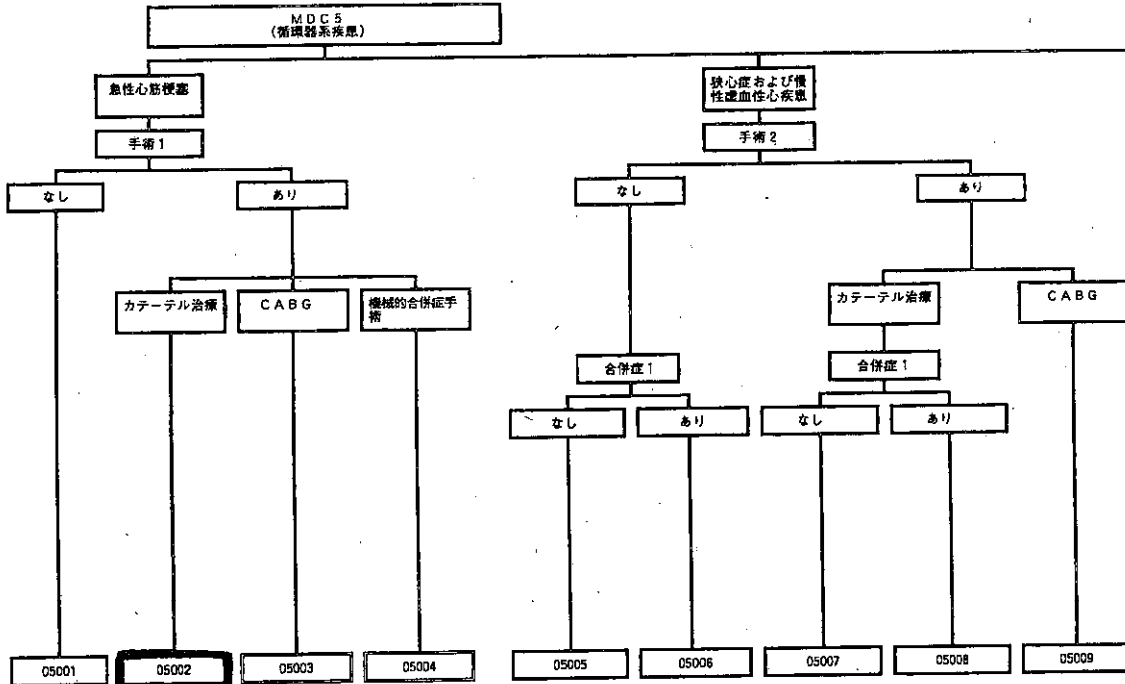 MDC5
(循環器系疾患)
急性心筋梗塞
狭心症および慢
性虚血性心疾患
手術1
手術2
なし
あり
なし
あり
カテーテル治療
CABG
機械的合併症手
術
カテーテル治療
CABG
合併症1
合併症1
なし
あり
なし
あり
05001
05002
05003
05004
05005
05006
05007
05008
05009